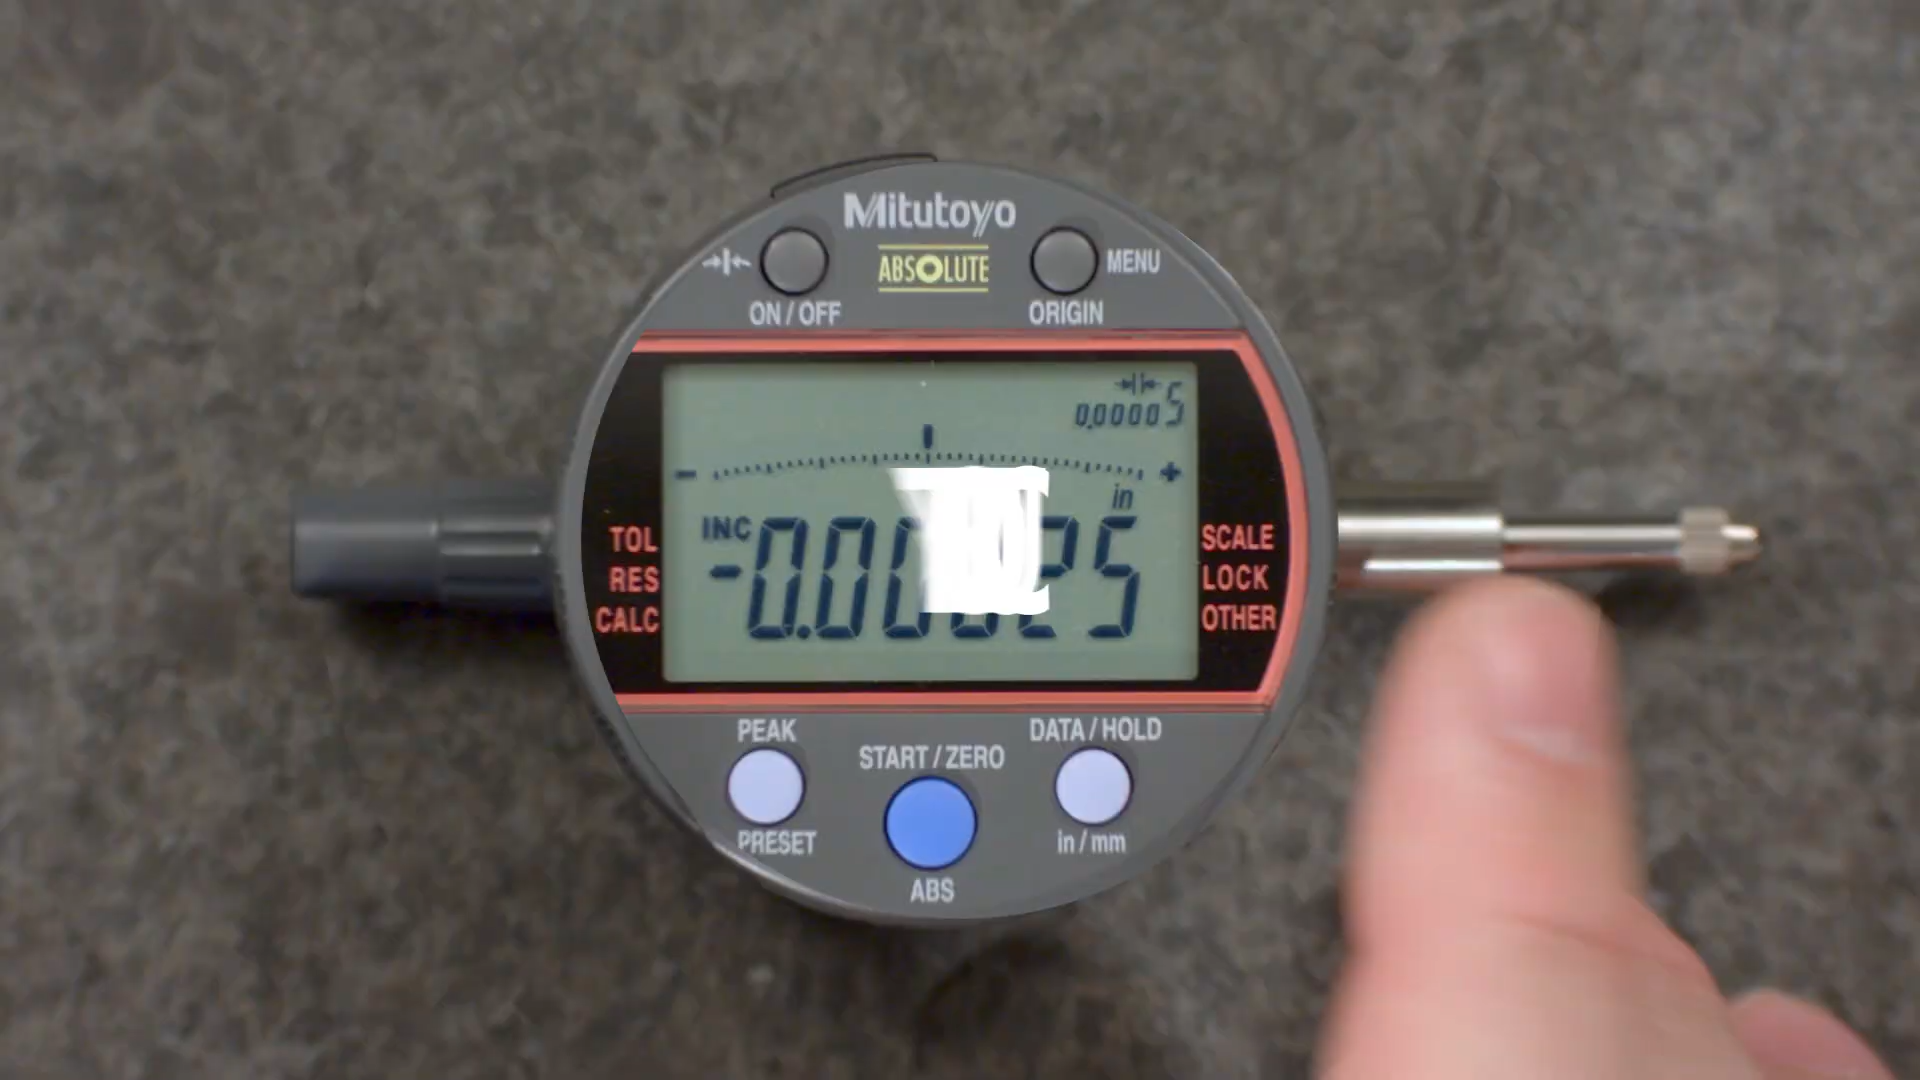 Mitutoyo
ABSOLUTE
MENU
ON / OFF
ORIGIN
0.00005
in
INC
TOL
RES
CALC
SCALE
LOCK
OTHER
PEAK
START / ZERO
DATA / HOLD
PRESET
in / mm
ABS